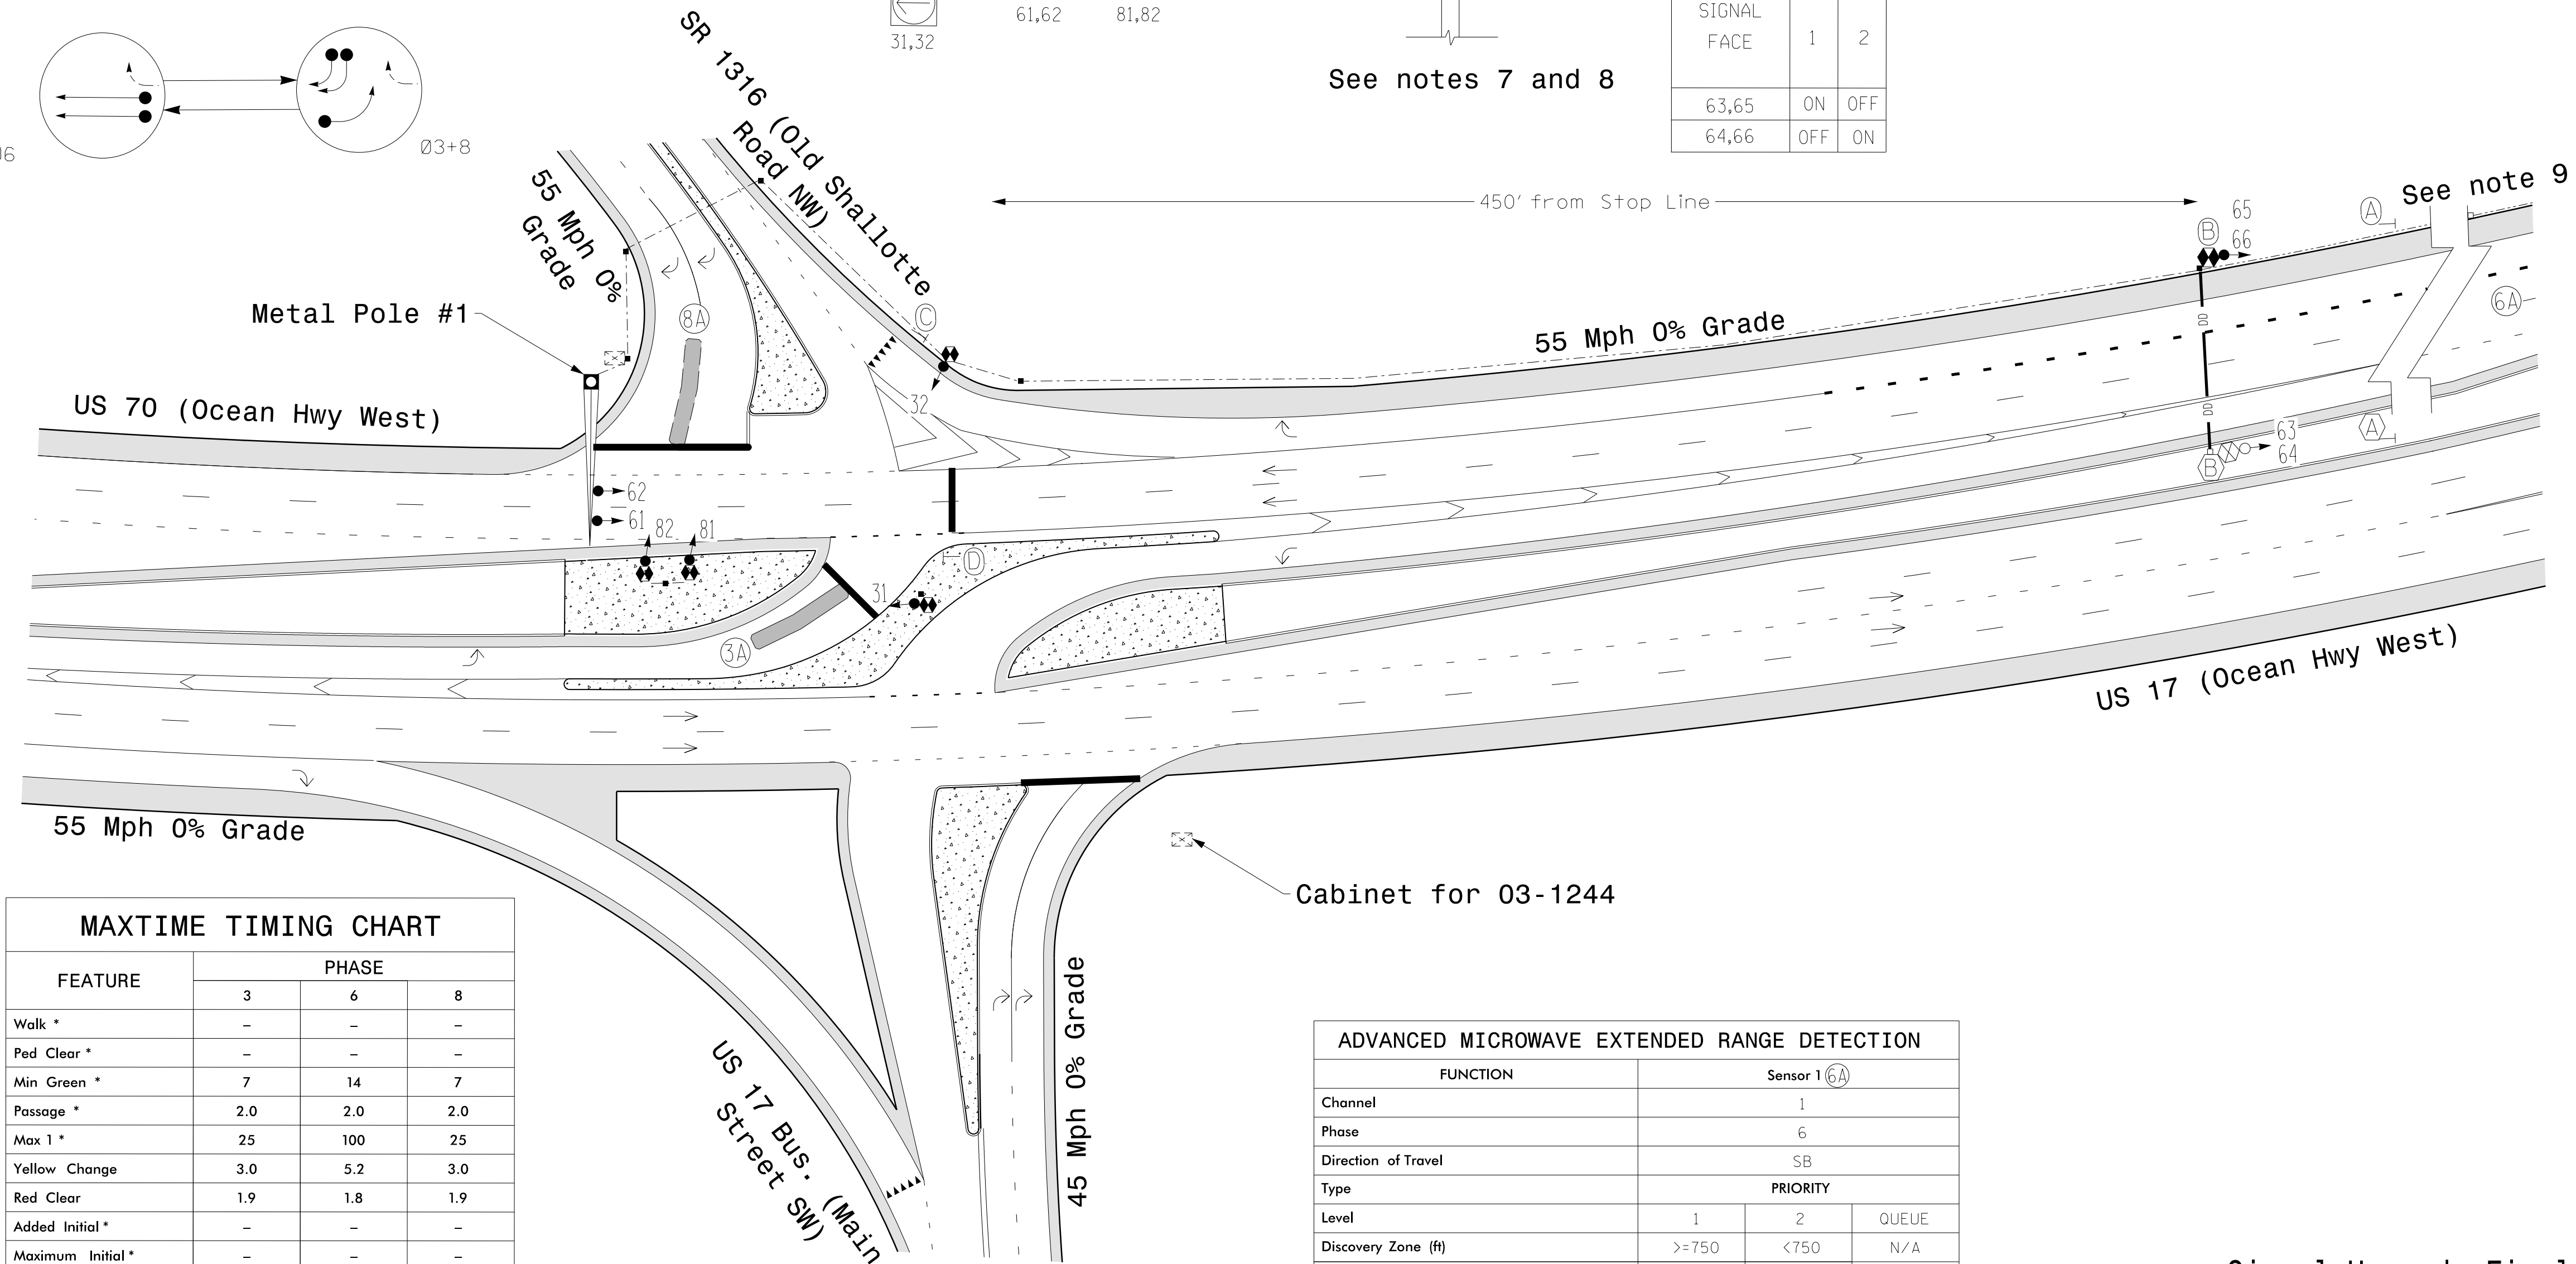 31,32
61,62
81,82
See notes 7 and 8
SIGNAL
FACE
1
2
63,65 ON OFF
64,66 OFF ON
Ø3+8
SR 1316 (Old Shallotte
Road NW)
55 Mph 0%
Grade
Metal Pole #1
US 70 (Ocean Hwy West)
8A
C
32
450' from Stop Line
55 Mph 0% Grade
B
65
66
A
See note 9
6A
A
63
64
B
62
61
82
81
D
31
3A
US 17 (Ocean Hwy West)
55 Mph 0% Grade
Cabinet for 03-1244
45 Mph 0% Grade
US 17 Bus. (Main
Street SW)
MAXTIME TIMING CHART
FEATURE
PHASE
3 6 8
Walk * – – –
Ped Clear * – – –
Min Green * 7 14 7
Passage * 2.0 2.0 2.0
Max 1 * 25 100 25
Yellow Change 3.0 5.2 3.0
Red Clear 1.9 1.8 1.9
Added Initial * – – –
Maximum Initial * – – –
ADVANCED MICROWAVE EXTENDED RANGE DETECTION
FUNCTION Sensor 1 6A
Channel 1
Phase 6
Direction of Travel SB
Type PRIORITY
Level 1 2 QUEUE
Discovery Zone (ft) >=750 <750 N/A